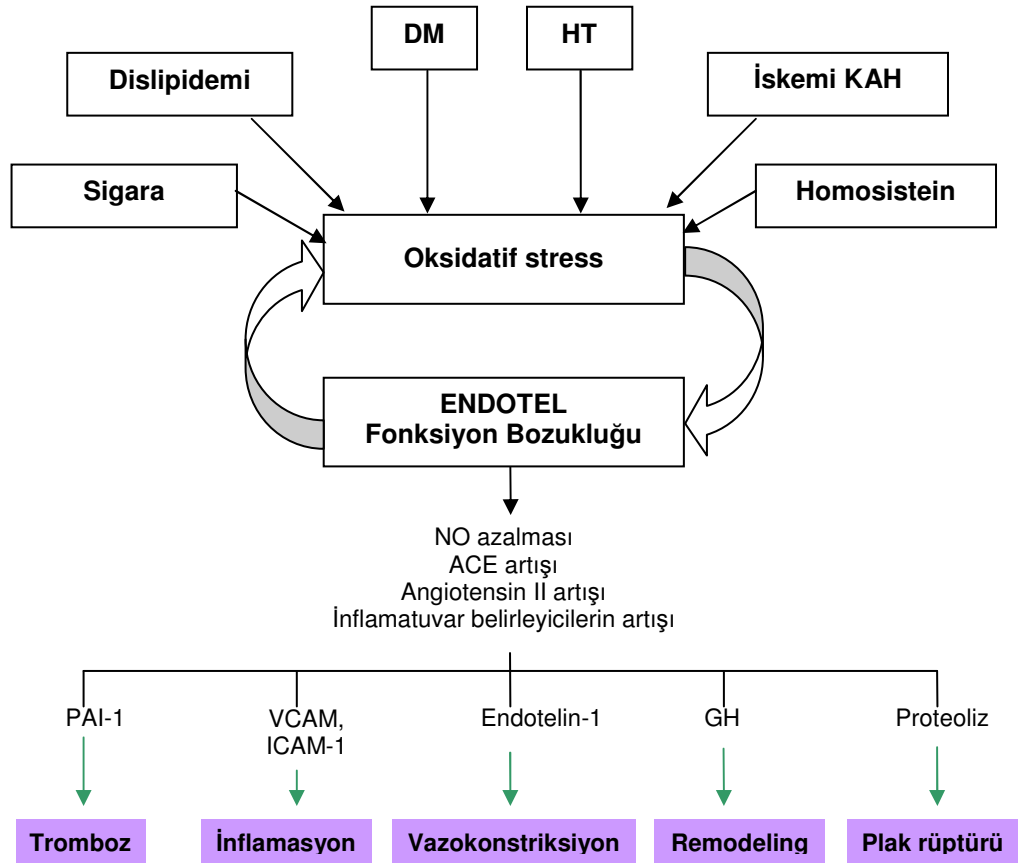 DM
HT
Dislipidemi
İskemi KAH
Sigara
Homosistein
Oksidatif stress
ENDOTEL
Fonksiyon Bozukluğu
NO azalması
ACE artışı
Angiotensin II artışı
İnflamatuvar belirleyicilerin artışı
PAI-1
VCAM,
ICAM-1
Endotelin-1
GH
Proteoliz
Tromboz
İnflamasyon
Vazokonstriksiyon
Remodeling
Plak rüptürü